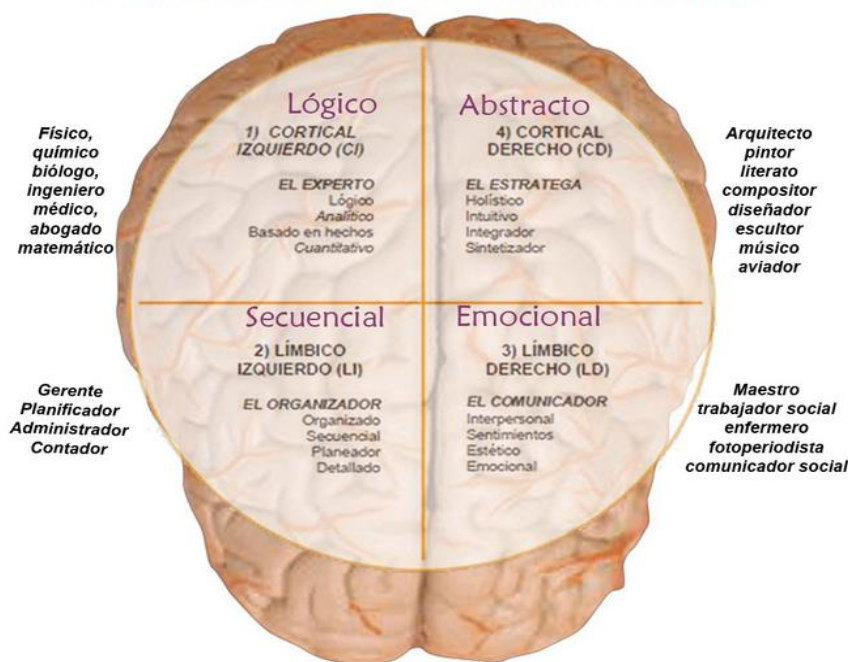 Lógico
1) CORTICAL
IZQUIERDO (CI)
EL EXPERTO
Lógico
Analítico
Basado en hechos
Cuantitativo
Abstracto
4) CORTICAL
DERECHO (CD)
EL ESTRATEGA
Holístico
Intuitivo
Integrador
Sintetizador
Físico,
químico
biólogo,
ingeniero
médico,
abogado
matemático
Arquitecto
pintor
literato
compositor
diseñador
escultor
músico
aviador
Secuencial
2) LÍMBICO
IZQUIERDO (LI)
EL ORGANIZADOR
Organizado
Secuencial
Planeador
Detallado
Emocional
3) LÍMBICO
DERECHO (LD)
EL COMUNICADOR
Interpersonal
Sentimientos
Estético
Emocional
Gerente
Planificador
Administrador
Contador
Maestro
trabajador social
enfermero
fotoperiodista
comunicador social